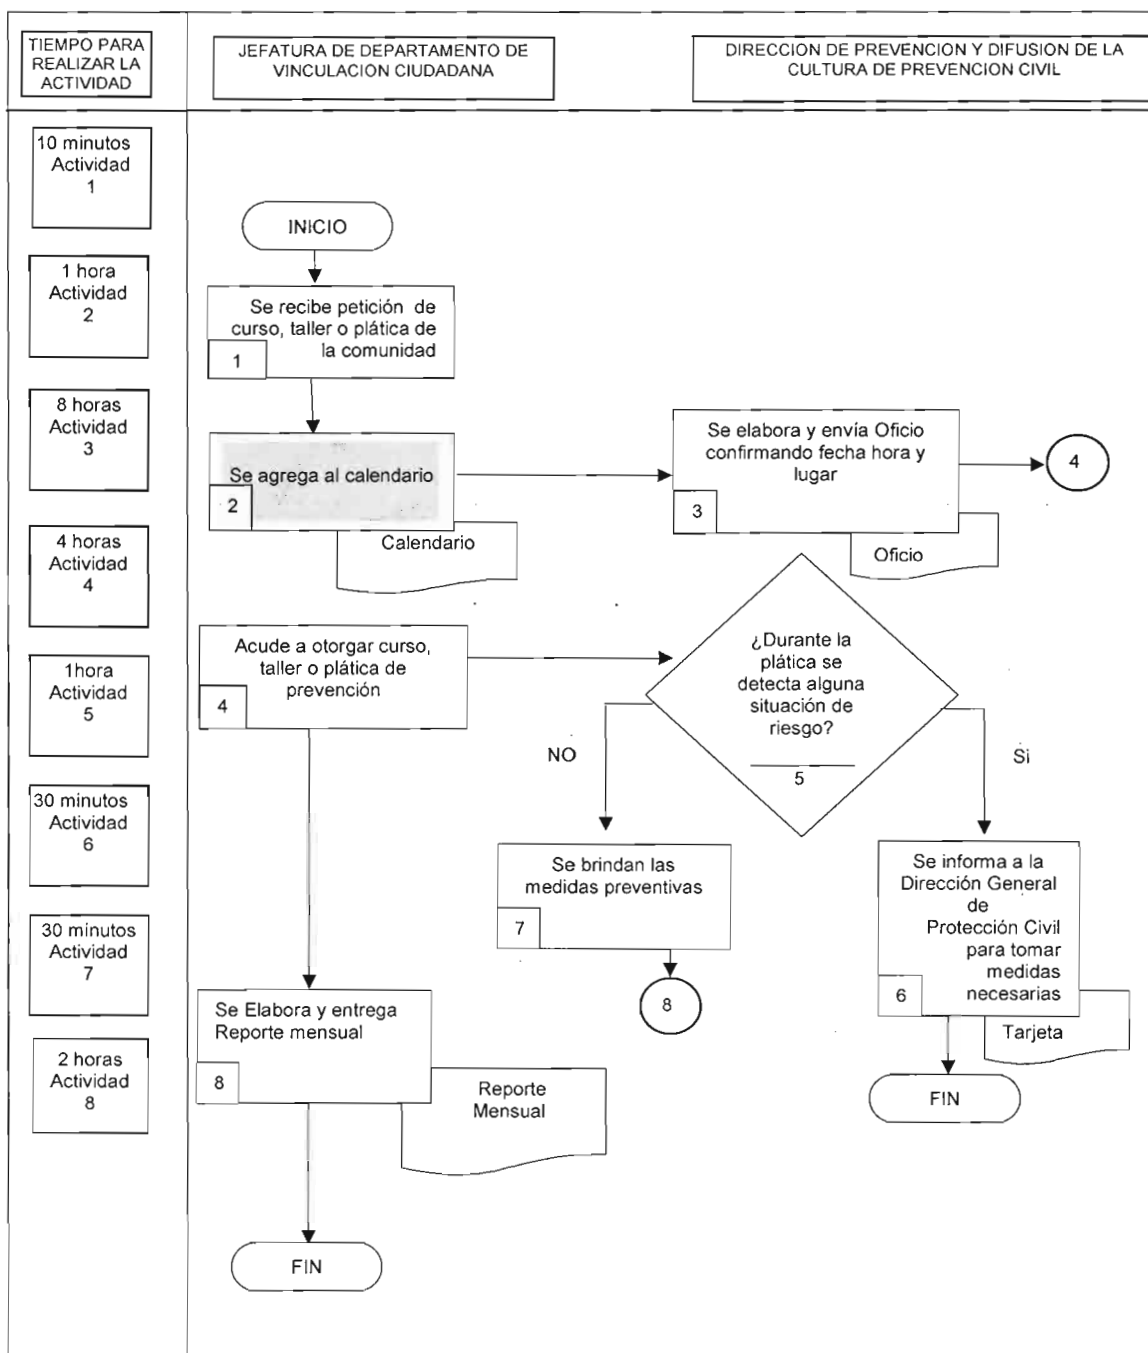 TIEMPO PARA
REALIZAR LA
ACTIVIDAD
JEFATURA DE DEPARTAMENTO DE
VINCULACION CIUDADANA
DIRECCION DE PREVENCION Y DIFUSION DE LA
CULTURA DE PREVENCION CIVIL
10 minutos
Actividad
1
1 hora
Actividad
2
8 horas
Actividad
3
4 horas
Actividad
4
1hora
Actividad
5
30 minutos
Actividad
6
30 minutos
Actividad
7
2 horas
Actividad
8
INICIO
Se recibe petición de
curso, taller o plática de
la comunidad
1
Se agrega al calendario
2
Calendario
Se elabora y envía Oficio
confirmando fecha hora y
lugar
3
Oficio
4
Acude a otorgar curso,
taller o plática de
prevención
4
¿Durante la
plática se
detecta alguna
situación de
riesgo?
5
NO
Si
Se brindan las
medidas preventivas
7
8
Se informa a la
Dirección General
de
Protección Civil
para tomar
medidas
necesarias
6
Tarjeta
FIN
Se Elabora y entrega
Reporte mensual
8
Reporte
Mensual
FIN